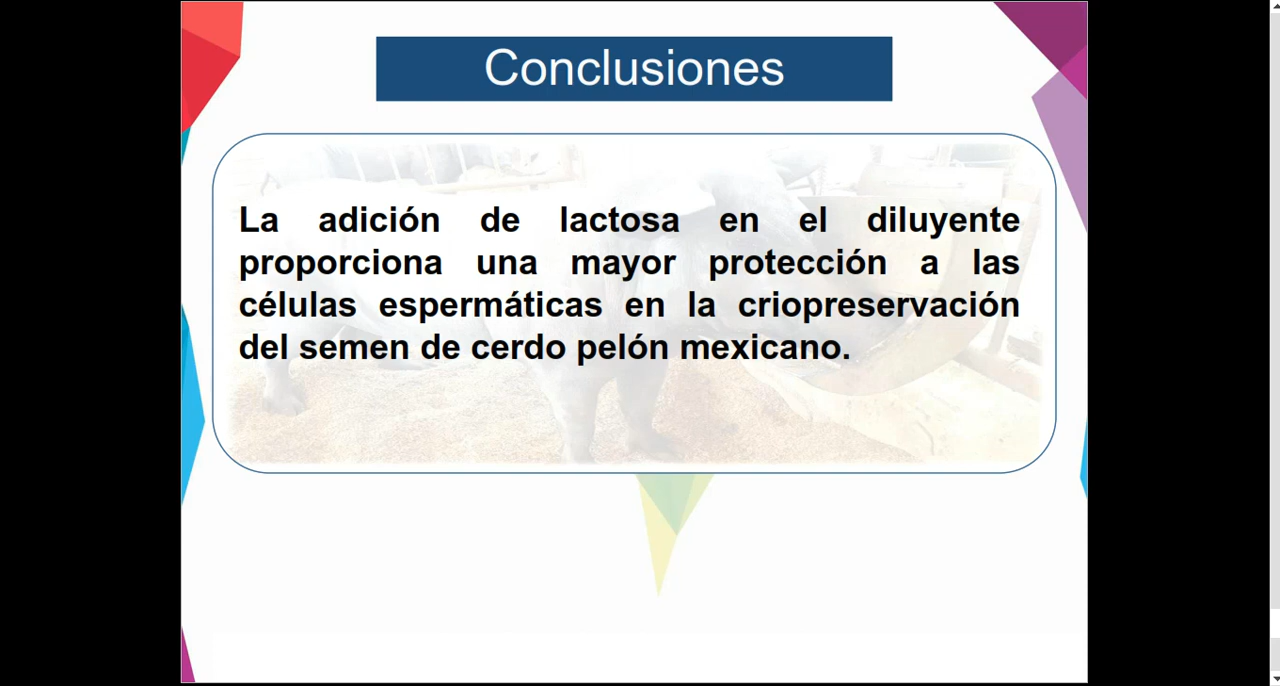 Conclusiones
La adición de lactosa en el diluyente
proporciona una mayor protección a las
células espermáticas en la criopreservación
del semen de cerdo pelón mexicano.